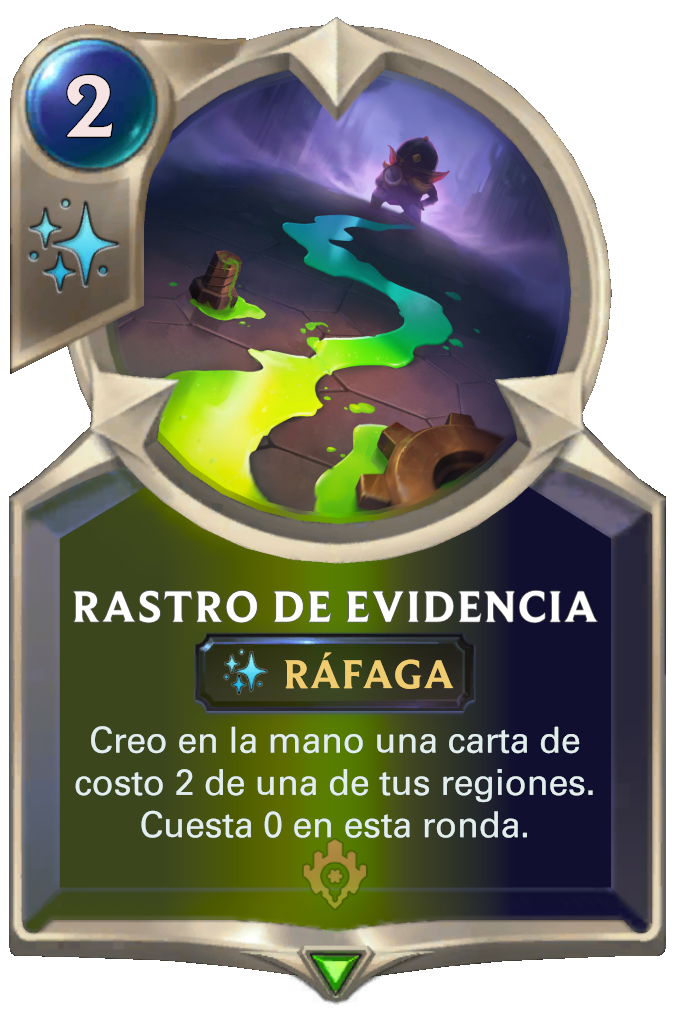 2
RASTRO DE EVIDENCIA
RÁFAGA
Creo en la mano una carta de
costo 2 de una de tus regiones.
Cuesta 0 en esta ronda.